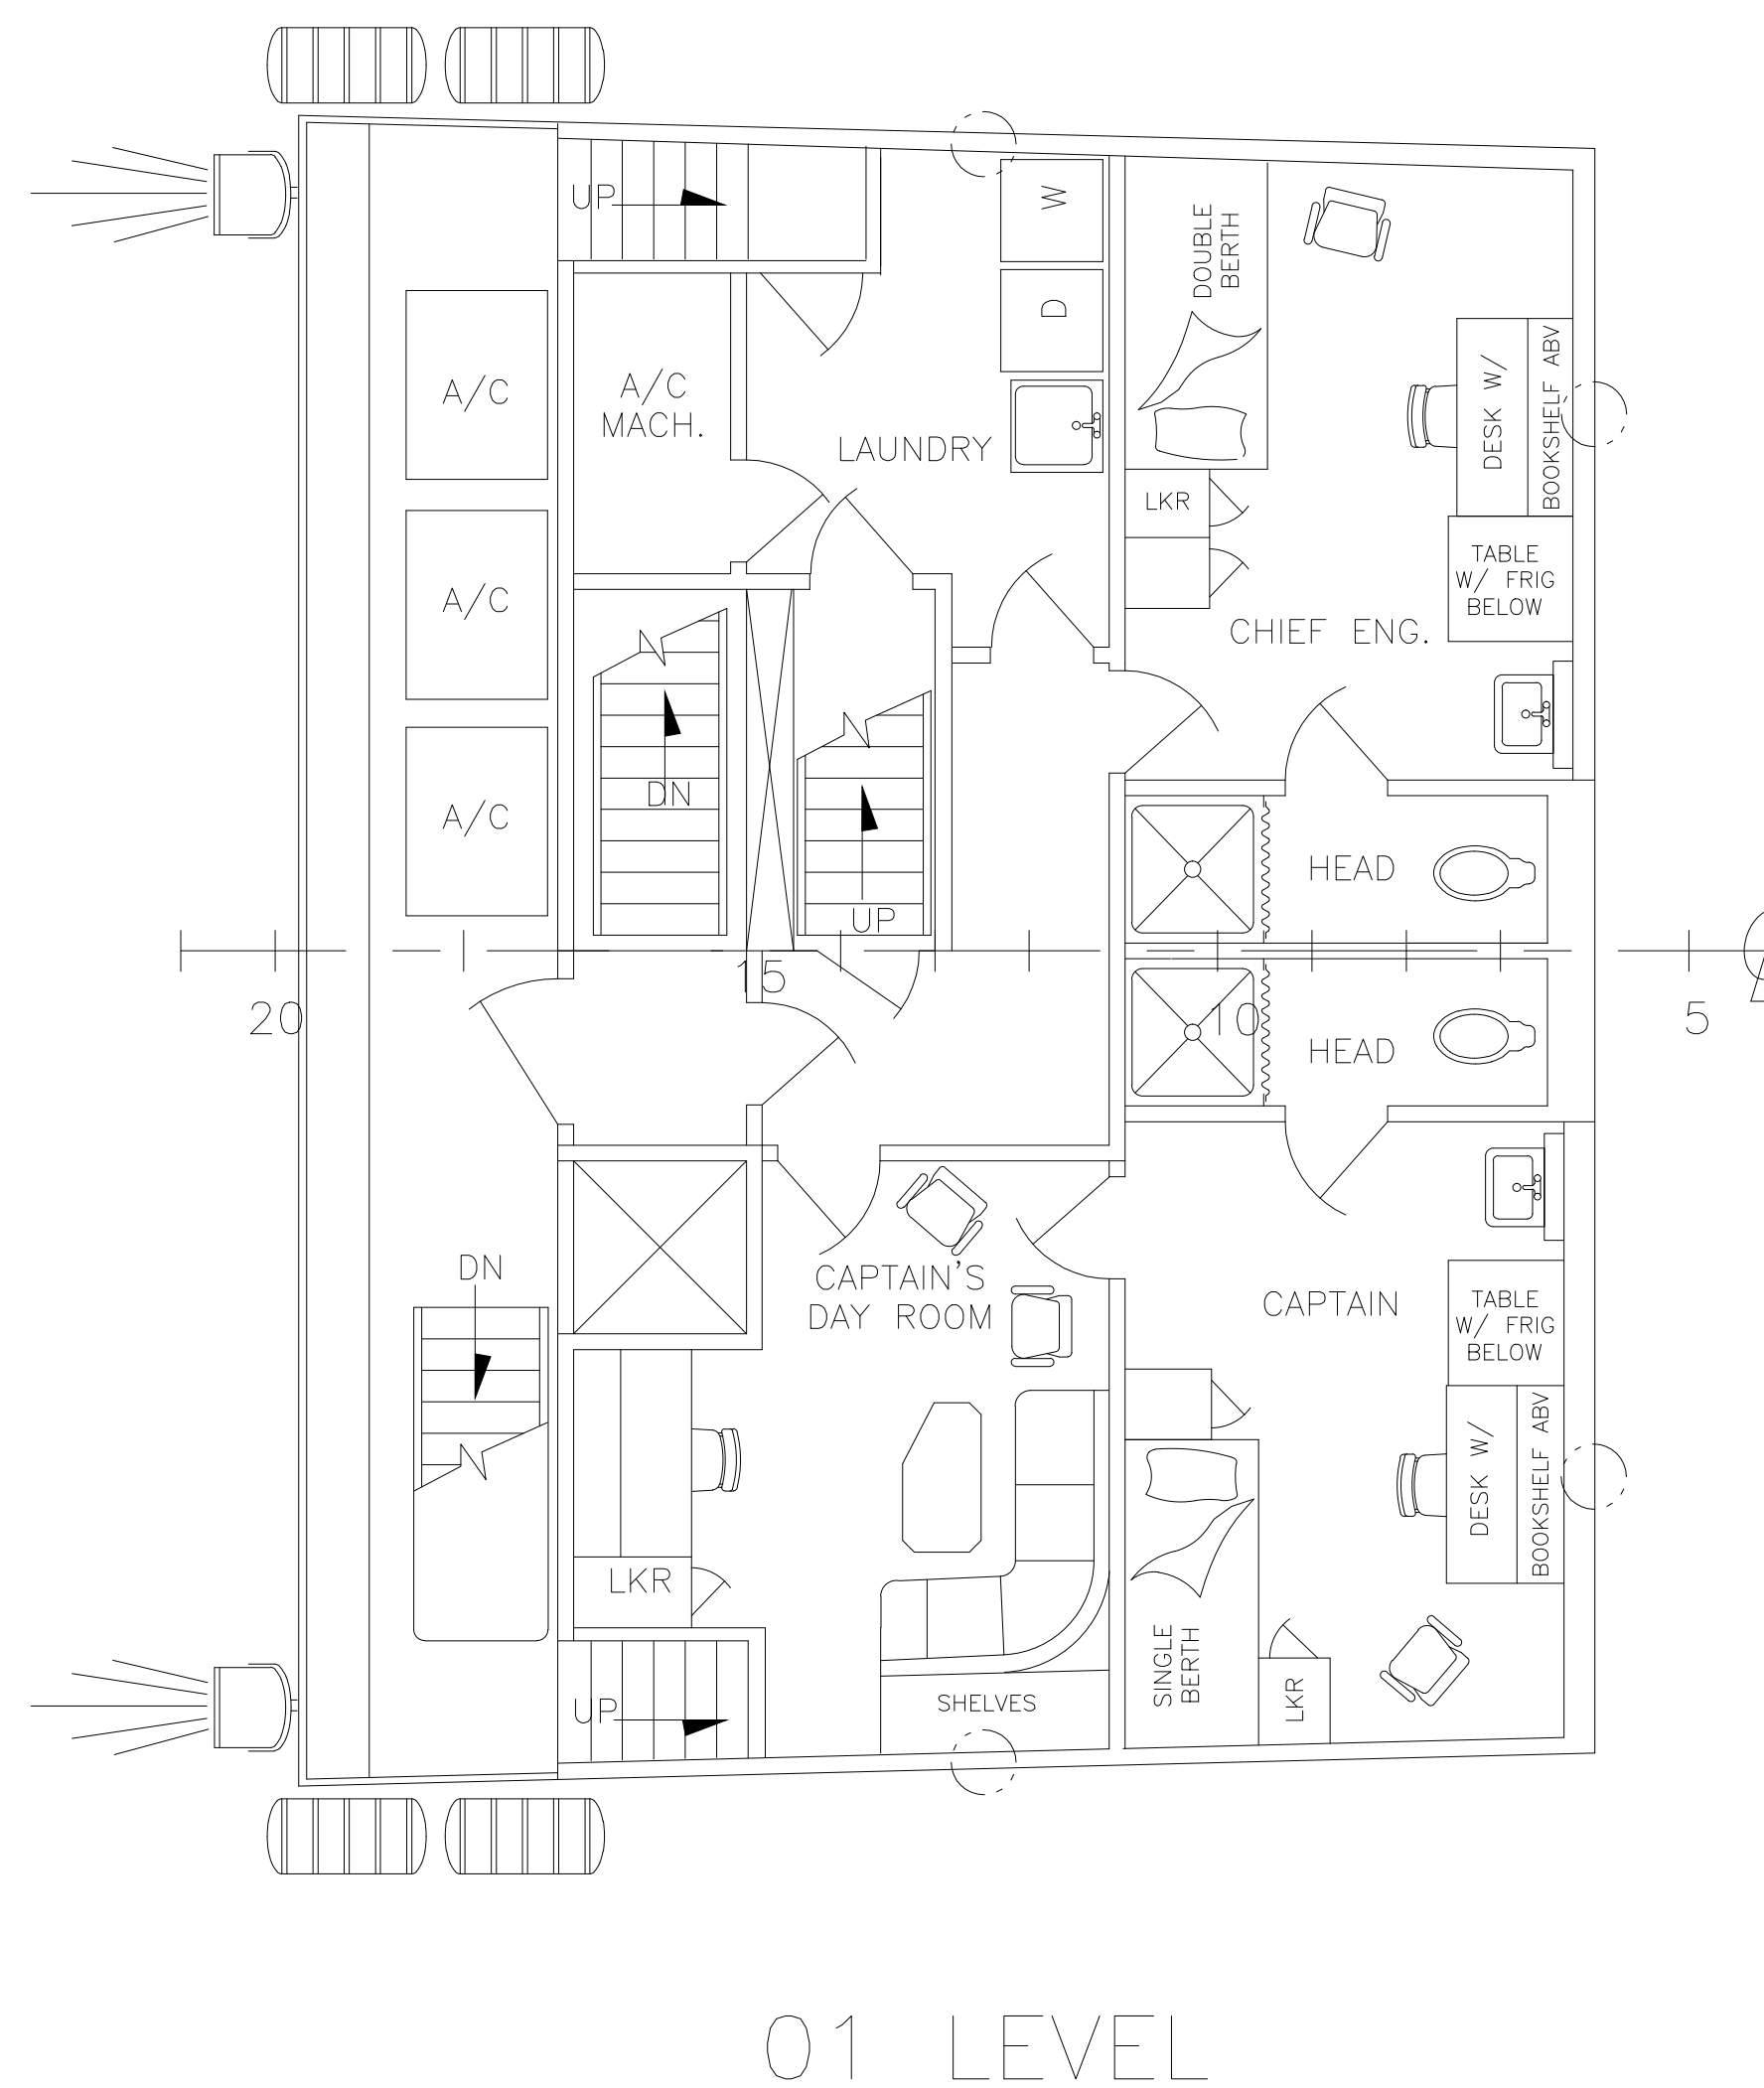 UP
W
DOUBLE
BERTH
D
A/C
A/C
MACH.
LAUNDRY
DESK W/
BOOKSHELF ABV
LKR
TABLE
W/ FRIG
BELOW
A/C
CHIEF ENG.
DN
A/C
HEAD
UP
15
20
10
5
HEAD
DN
CAPTAIN'S
DAY ROOM
CAPTAIN
TABLE
W/ FRIG
BELOW
DESK W/
BOOKSHELF ABV
LKR
SINGLE
BERTH
LKR
SHELVES
UP
01 LEVEL